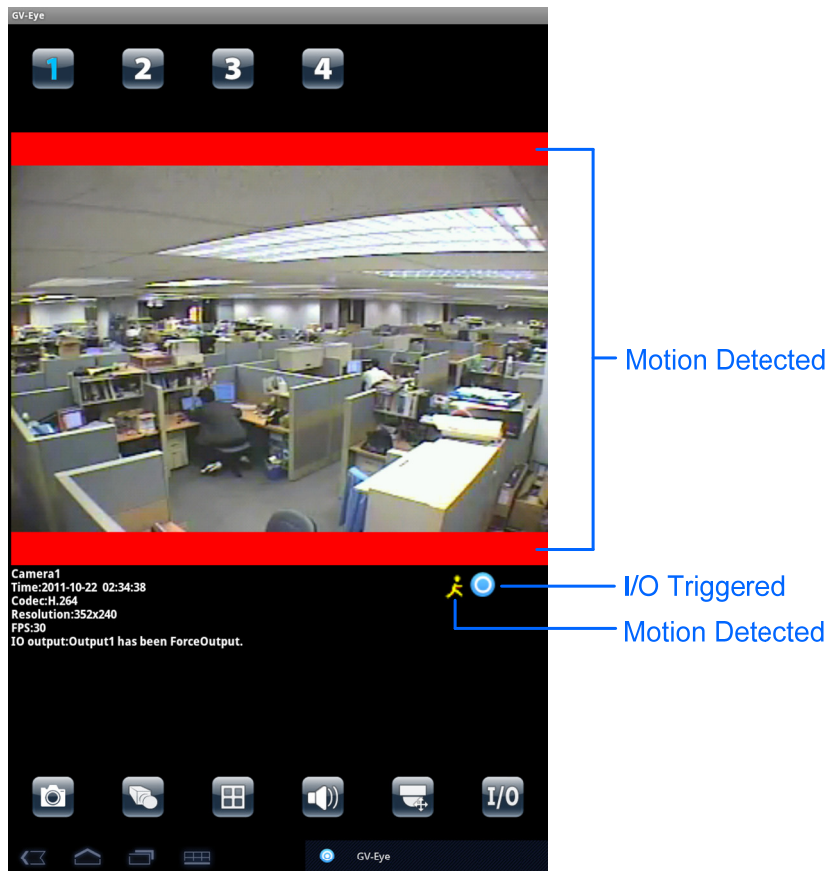 GV-Eye
1 2 3 4
Motion Detected
Camera1
Time:2011-10-22 02:34:38
Codec:H.264
Resolution:352x240
FPS:30
IO output:Output1 has been ForceOutput.
I/O Triggered
Motion Detected
I/O
GV-Eye